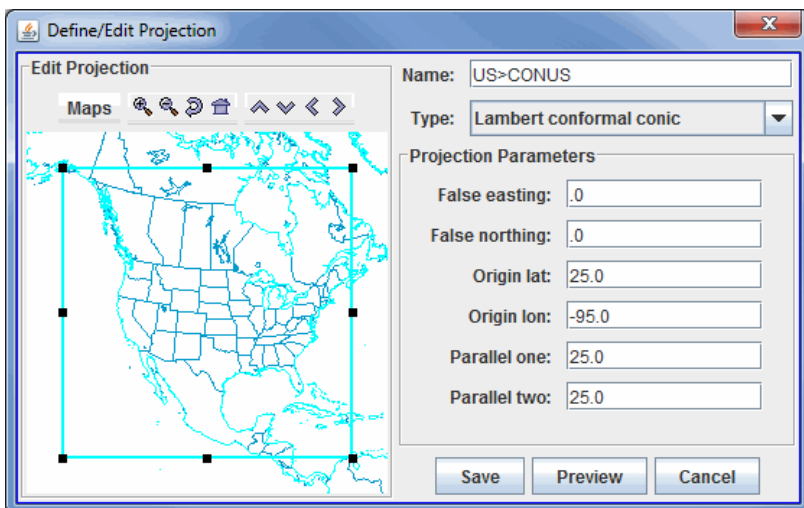 Define/Edit Projection
Edit Projection
Maps
Name: US>CONUS
Type: Lambert conformal conic
Projection Parameters
False easting: .0
False northing: .0
Origin lat: 25.0
Origin lon: -95.0
Parallel one: 25.0
Parallel two: 25.0
Save Preview Cancel